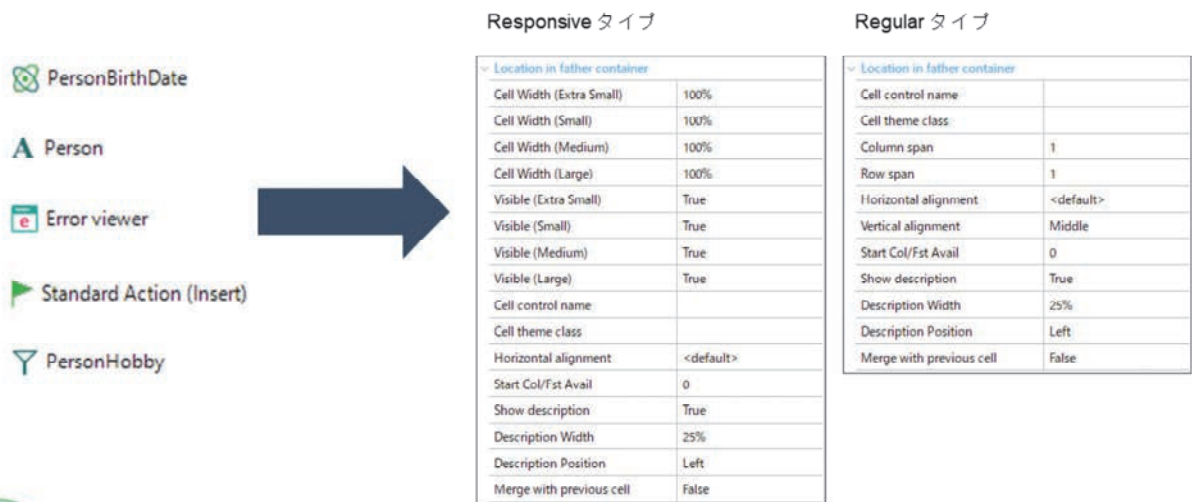 Responsive タイプ
Regular タイプ
PersonBirthDate
A Person
e Error viewer
Standard Action (Insert)
PersonHobby
Location in father container
Cell Width (Extra Small) 100%
Cell Width (Small) 100%
Cell Width (Medium) 100%
Cell Width (Large) 100%
Visible (Extra Small) True
Visible (Small) True
Visible (Medium) True
Visible (Large) True
Cell control name
Cell theme class
Horizontal alignment <default>
Start Col/Fst Avail 0
Show description True
Description Width 25%
Description Position Left
Merge with previous cell False
Location in father container
Cell control name
Cell theme class
Column span 1
Row span 1
Horizontal alignment <default>
Vertical alignment Middle
Start Col/Fst Avail 0
Show description True
Description Width 25%
Description Position Left
Merge with previous cell False